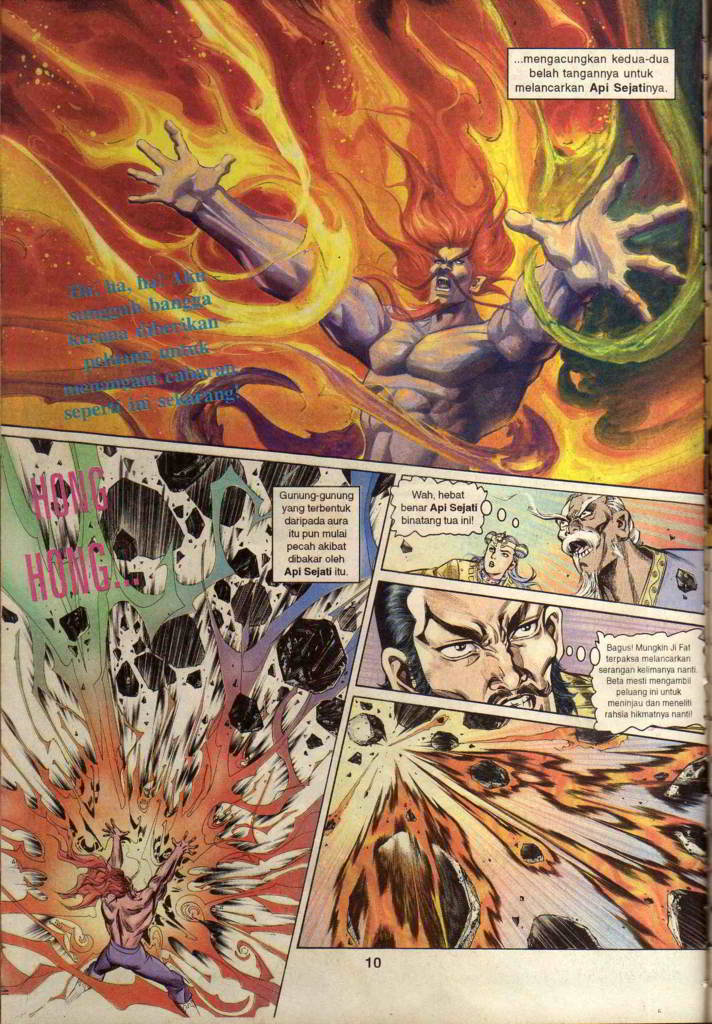 ...mengacungkan kedua-dua
belah tangannya untuk
melancarkan Api Sejatinya.
Ha! ha, ha! Aku
sungguh bangga
kerana diberikan
peluang untuk
menangani cabaran
seperti ini sekarang!
HONG
HONG...
Gunung-gunung
yang terbentuk
daripada aura
itu pun mulai
pecah akibat
dibakar oleh
Api Sejati itu.
Wah, hebat
benar Api Sejati
binatang tua ini!
Bagus! Mungkin Ji Fat
terpaksa melancarkan
serangan kelimanya nanti.
Beta mesti mengambil
peluang ini untuk
meninjau dan meneliti
rahsia hikmatnya nanti!
10